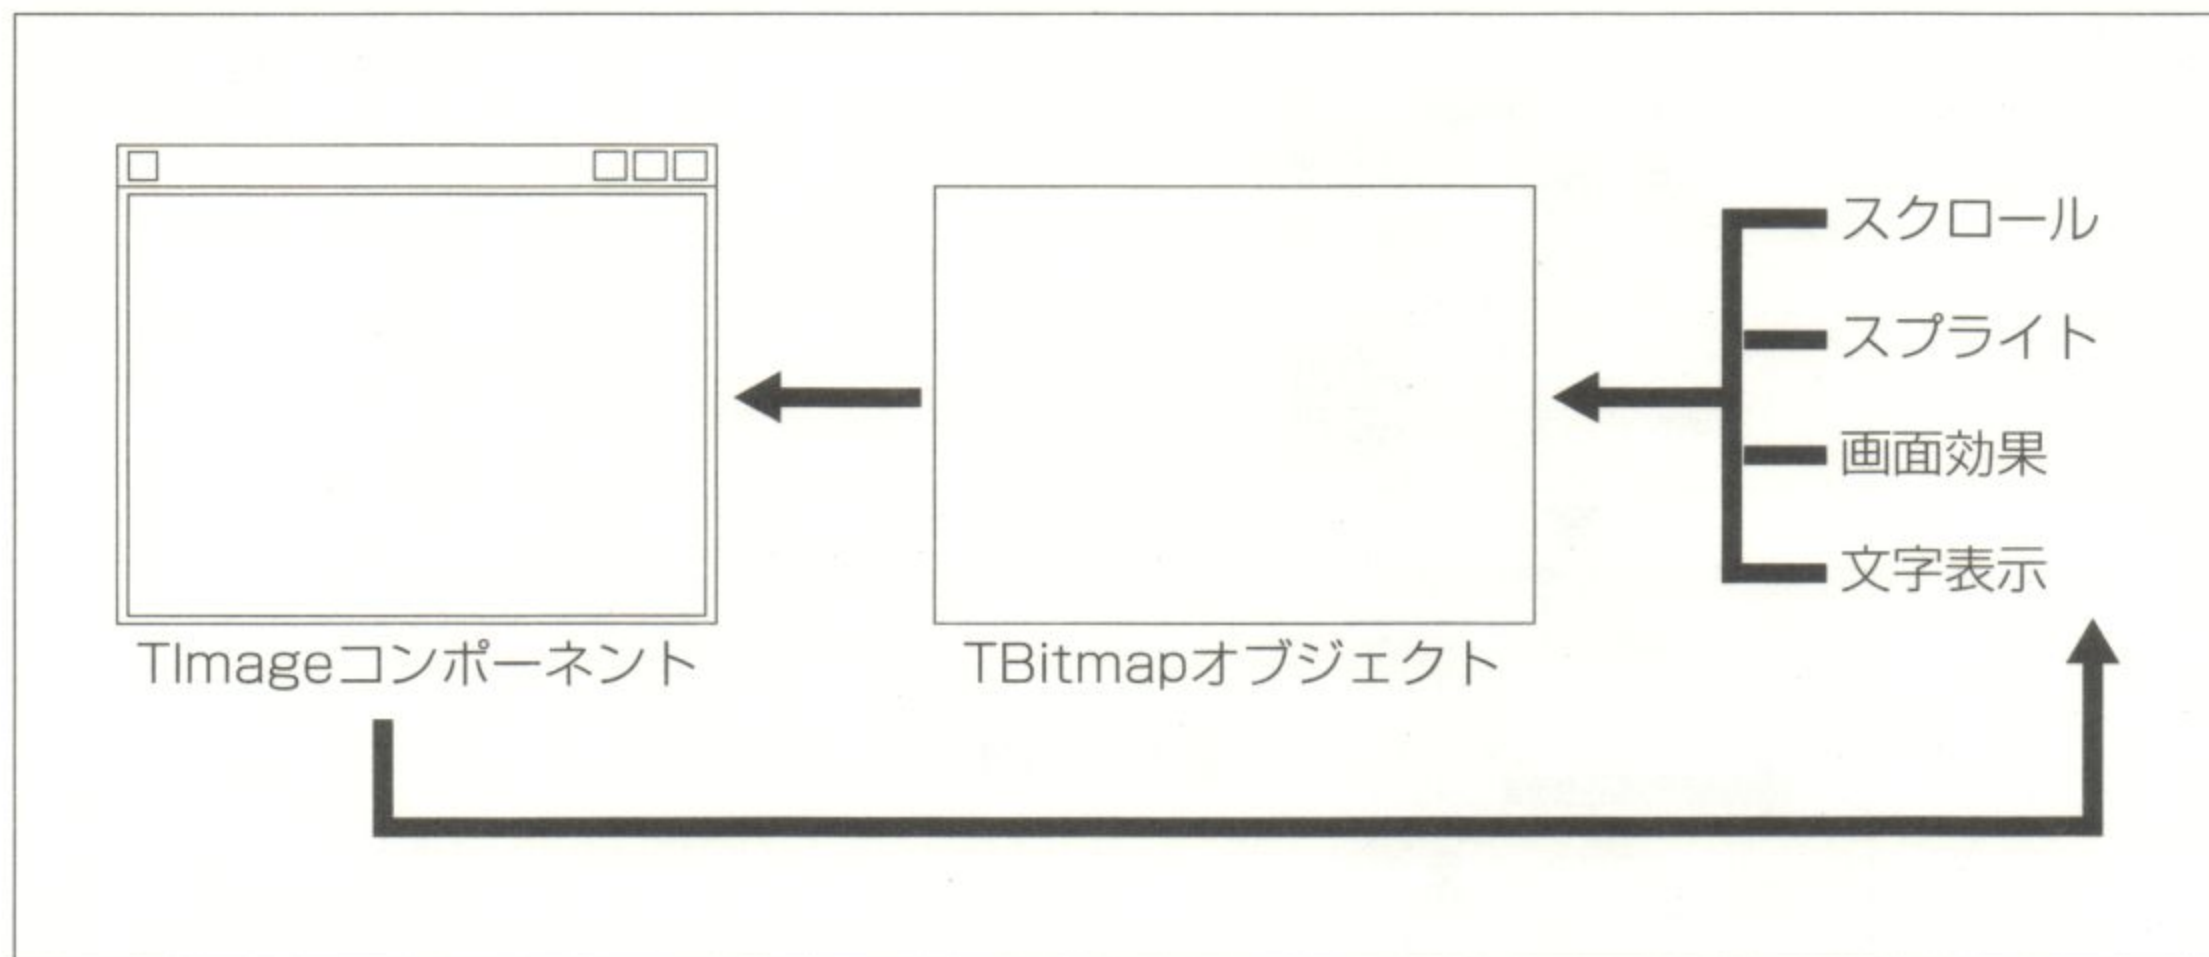 スクロール
スプライト
画面効果
文字表示
TImageコンポーネント
TBitmapオブジェクト